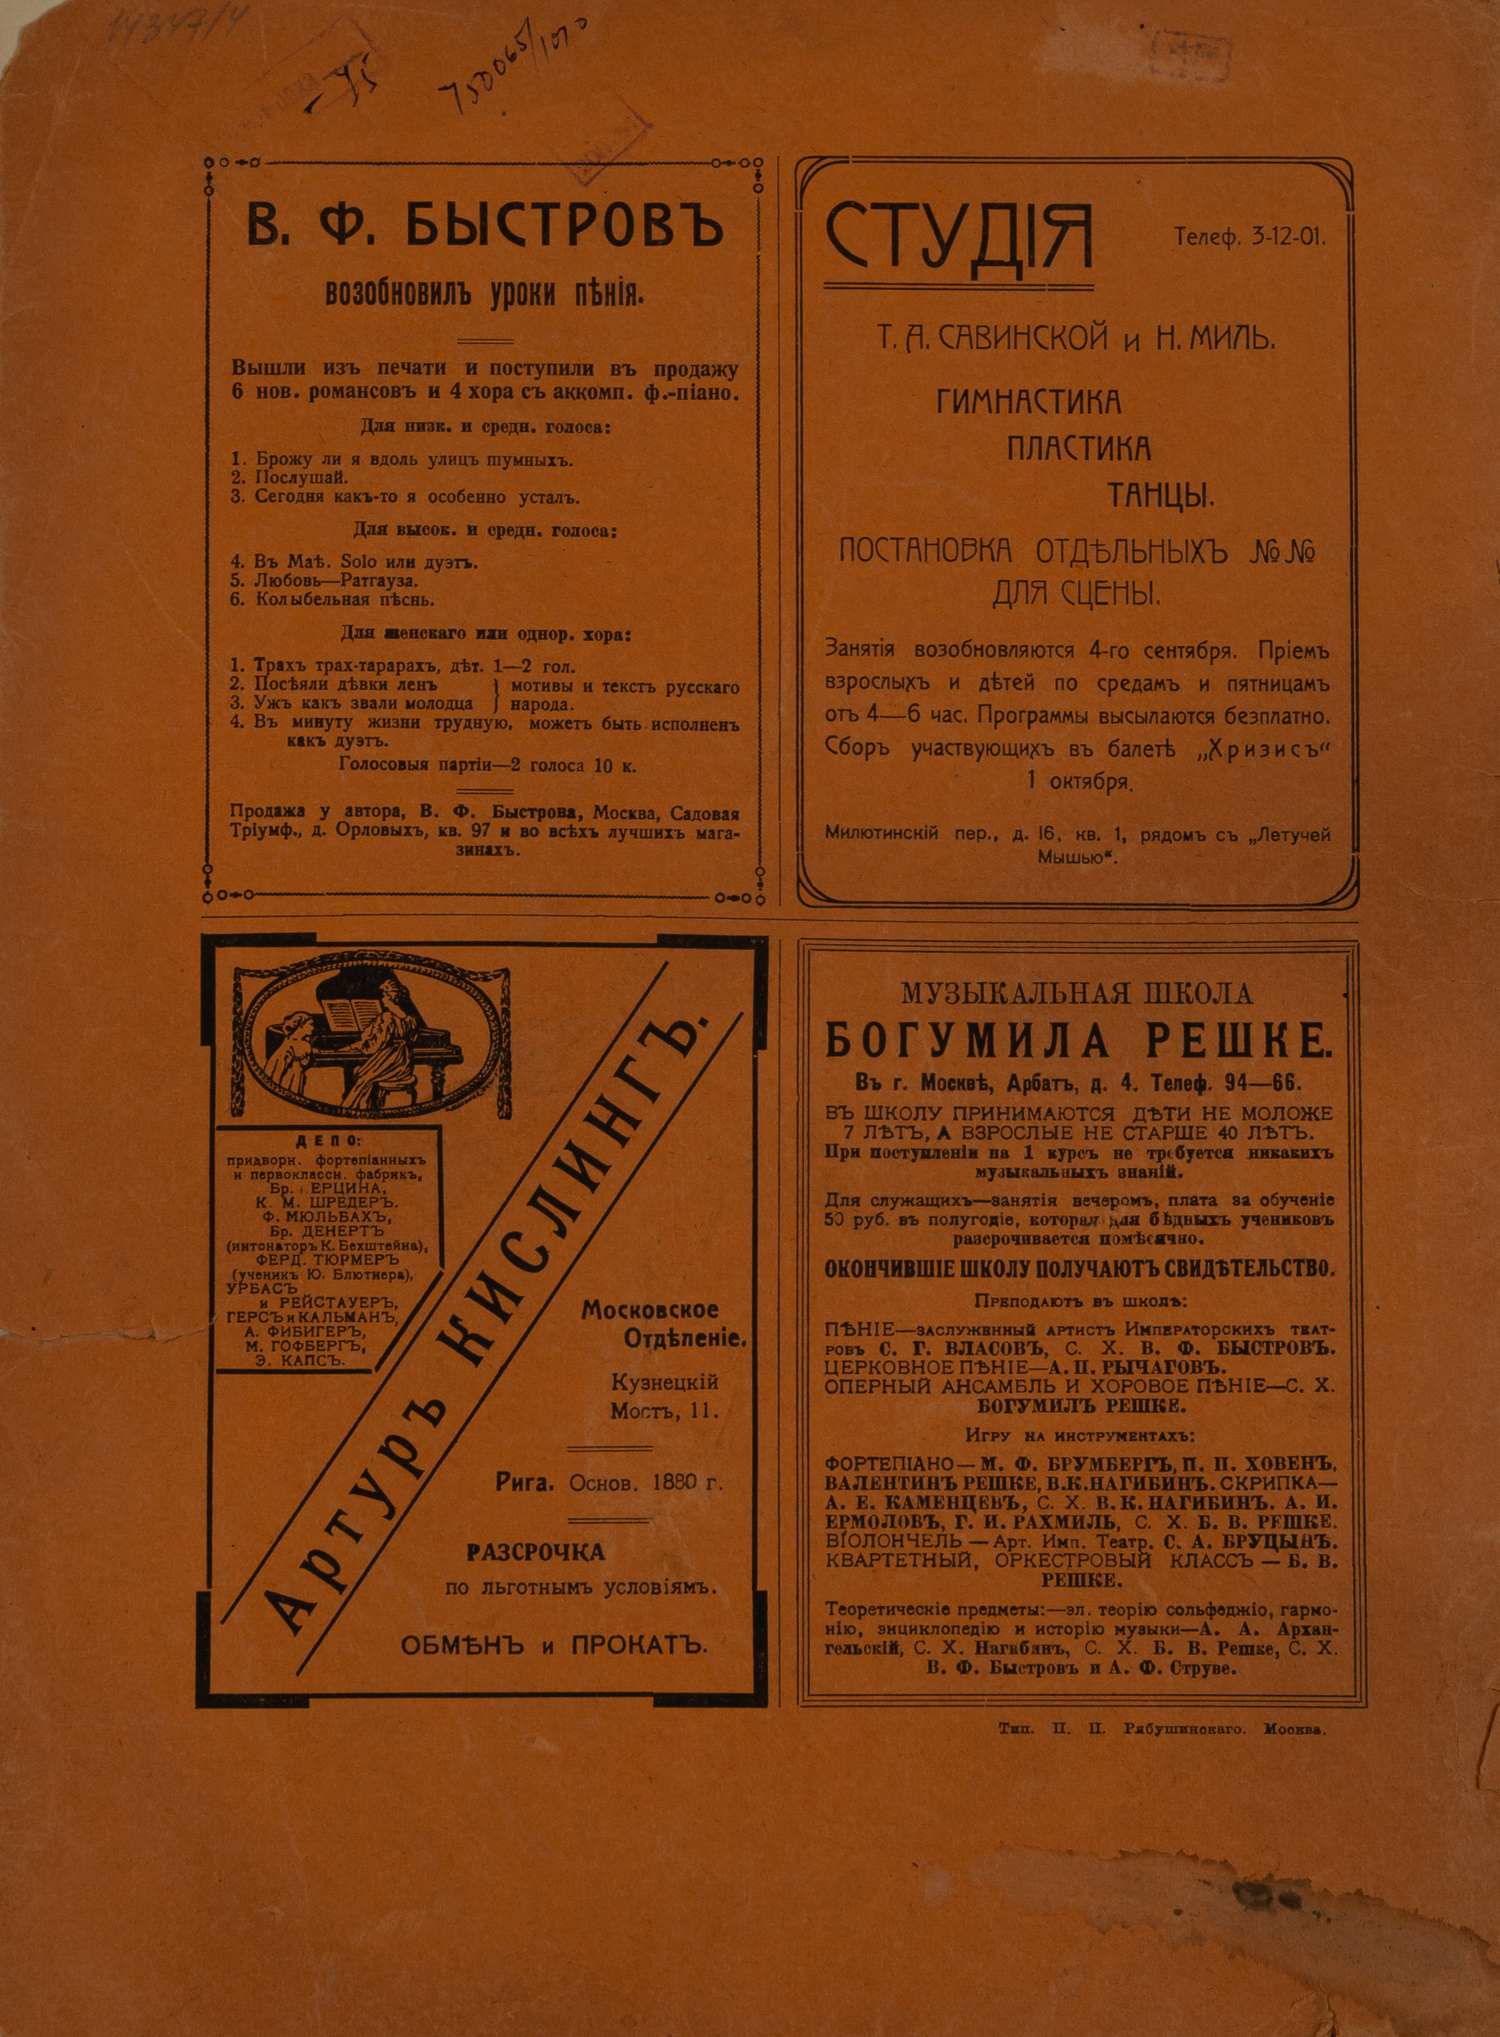 14347/4
- 75
750065/1010
В. Ф. БЫСТРОВЪ
возобновилъ уроки пѣнія.
Вышли изъ печати и поступили въ продажу
6 нов. романсовъ и 4 хора съ аккомп. ф.-піано.
Для низк. и средн. голоса:
1. Брожу ли я вдоль улицъ шумныхъ.
2. Послушай.
3. Сегодня какъ-то я особенно усталъ.
Для высок. и средн. голоса:
4. Въ Маѣ. Solo или дуэтъ.
5. Любовь—Ратгауза.
6. Колыбельная пѣснь.
Для женскаго или однор. хора:
1. Трахъ трах-тарарахъ, дѣт. 1—2 гол.
2. Посѣяли дѣвки ленъ } мотивы и текстъ русскаго
3. Ужъ какъ звали молодца } народа.
4. Въ минуту жизни трудную, можетъ быть исполненъ
какъ дуэтъ.
Голосовыя партіи—2 голоса 10 к.
Продажа у автора, В. Ф. Быстрова, Москва, Садовая
Тріумф., д. Орловыхъ, кв. 97 и во всѣхъ лучшихъ мага-
зинахъ.
СТУДІЯ
Телеф. 3-12-01.
Т. А. САВИНСКОЙ и Н. МИЛЬ.
ГИМНАСТИКА
ПЛАСТИКА
ТАНЦЫ.
ПОСТАНОВКА ОТДѢЛЬНЫХЪ №№
ДЛЯ СЦЕНЫ.
Занятія возобновляются 4-го сентября. Пріемъ
взрослыхъ и дѣтей по средамъ и пятницамъ
отъ 4—6 час. Программы высылаются безплатно.
Сборъ участвующихъ въ балетѣ „Хризисъ“
1 октября.
Милютинскій пер., д. 16, кв. 1, рядомъ съ „Летучей
Мышью“.
ДЕПО:
придворн. фортепіанныхъ
и первоклассн. фабрикъ,
Бр. ГЕРЦИНА,
К. М. ШРЕДЕРЪ.
Ф. МЮЛЬБАХЪ,
Бр. ДЕНЕРТЪ
(интонаторъ К. Бехштейна),
ФЕРД. ТЮРМЕРЪ
(ученикъ Ю. Блютнера),
УРБАСЪ
и РЕЙСТАУЕРЪ,
ГЕРСЪ и КАЛЬМАНЪ,
А. ФИБИГЕРЪ,
М. ГОФБЕРГЪ,
Э. КАПСЪ.
Артуръ КИСЛИНГЪ.
Московское
Отдѣленіе.
Кузнецкій
Мостъ, 11.
Рига. Основ. 1880 г.
РАЗСРОЧКА
по льготнымъ условіямъ.
ОБМѢНЪ и ПРОКАТЪ.
МУЗЫКАЛЬНАЯ ШКОЛА
БОГУМИЛА РЕШКЕ.
Въ г. Москвѣ, Арбатъ, д. 4. Телеф. 94—66.
ВЪ ШКОЛУ ПРИНИМАЮТСЯ ДѢТИ НЕ МОЛОЖЕ
7 ЛѢТЪ, А ВЗРОСЛЫЕ НЕ СТАРШЕ 40 ЛѢТЪ.
При поступленіи на 1 курсъ не требуется никакихъ
музыкальныхъ знаній.
Для служащихъ—занятія вечеромъ, плата за обученіе
50 руб. въ полугодіе, которая для бѣдныхъ учениковъ
разсрочивается помѣсячно.
ОКОНЧИВШІЕ ШКОЛУ ПОЛУЧАЮТЪ СВИДѢТЕЛЬСТВО.
Преподаютъ въ школѣ:
ПѢНІЕ—заслуженный артистъ Императорскихъ теат-
ровъ С. Г. ВЛАСОВЪ, С. Х. В. Ф. БЫСТРОВЪ.
ЦЕРКОВНОЕ ПѢНІЕ—А. П. РЫЧАГОВЪ.
ОПЕРНЫЙ АНСАМБЛЬ И ХОРОВОЕ ПѢНІЕ—С. Х.
БОГУМИЛЪ РЕШКЕ.
Игру на инструментахъ:
ФОРТЕПІАНО—М. Ф. БРУМБЕРГЪ, П. П. ХОВЕНЪ,
ВАЛЕНТИНЪ РЕШКЕ, В. К. НАГИБИНЪ. СКРИПКА—
А. Е. КАМЕНЦЕВЪ, С. Х. В. К. НАГИБИНЪ. А. И.
ЕРМОЛОВЪ, Г. И. РАХМИЛЬ, С. Х. Б. В. РЕШКЕ.
ВІОЛОНЧЕЛЬ—Арт. Имп. Театр. С. А. БРУЦЫНЪ.
КВАРТЕТНЫЙ, ОРКЕСТРОВЫЙ КЛАССЪ—Б. В.
РЕШКЕ.
Теоретическіе предметы:—эл. теорію сольфеджіо, гармо-
нію, энциклопедію и исторію музыки—А. А. Архан-
гельскій, С. Х. Нагибин, С. Х. Б. В. Решке, С. Х.
В. Ф. Быстровъ и А. Ф. Струве.
Тип. П. П. Рябушинскаго. Москва.